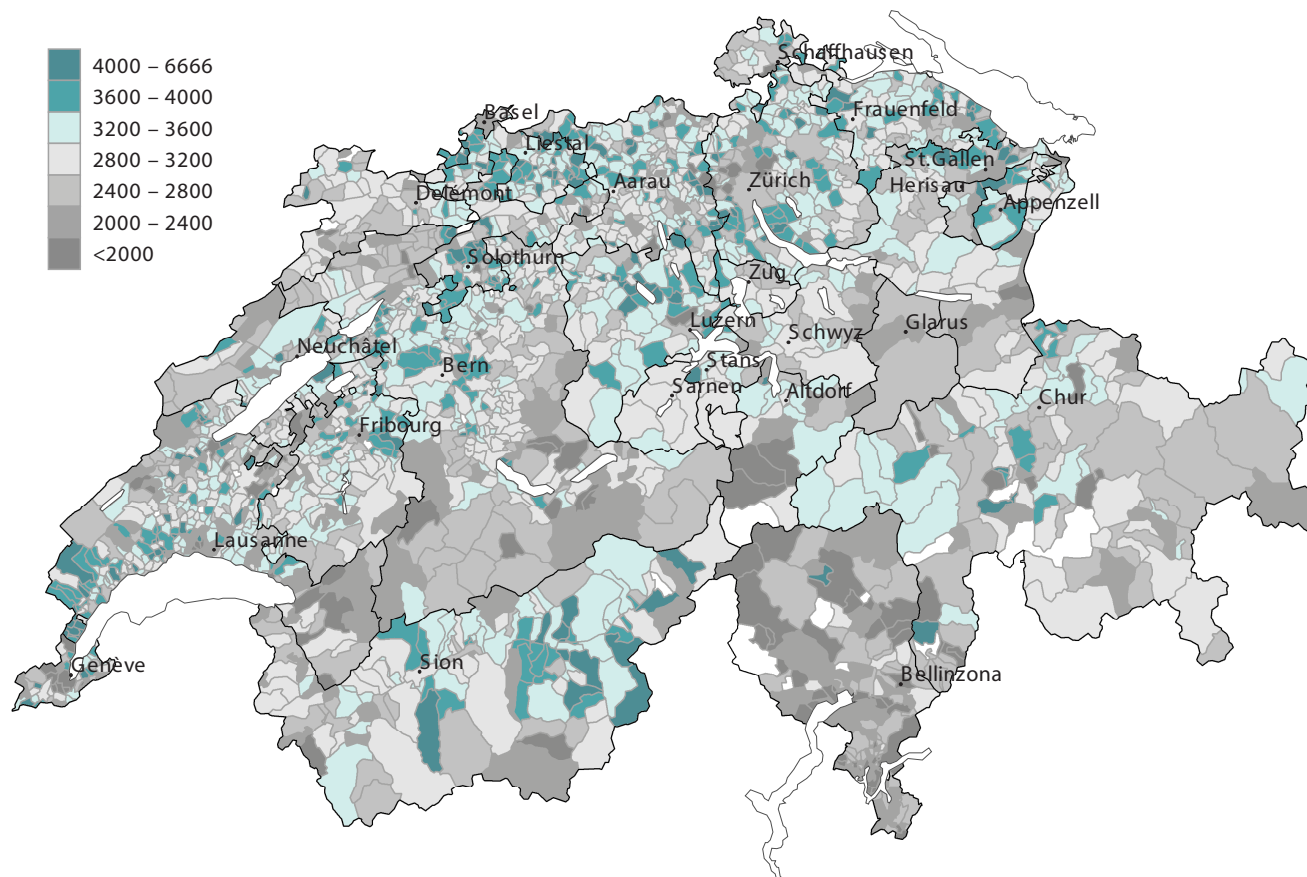 4000 – 6666
3600 – 4000
3200 – 3600
2800 – 3200
2400 – 2800
2000 – 2400
<2000
Schaffhausen
Basel
Frauenfeld
Liestal
St.Gallen
Delémont
Aarau
Zürich
Herisau
Appenzell
Solothurn
Zug
Luzern
Glarus
Neuchâtel
Schwyz
Bern
Stans
Sarnen
Altdorf
Chur
Fribourg
Lausanne
Genève
Sion
Bellinzona